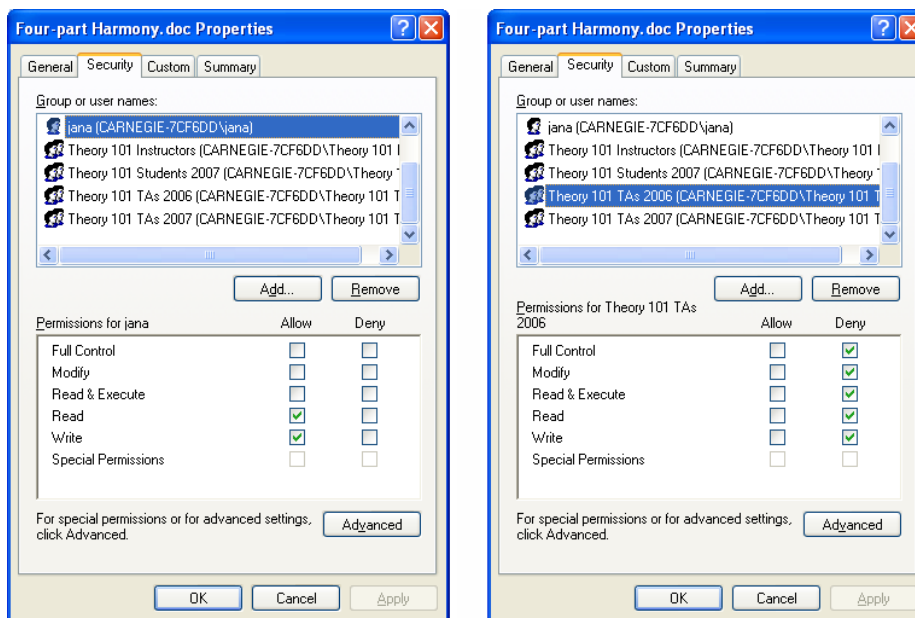 Four-part Harmony.doc Properties
General Security Custom Summary
Group or user names:
jana (CARNEGIE-7CF6DD\jana)
Theory 101 Instructors (CARNEGIE-7CF6DD\Theory 101 I
Theory 101 Students 2007 (CARNEGIE-7CF6DD\Theory
Theory 101 TAs 2006 (CARNEGIE-7CF6DD\Theory 101 T
Theory 101 TAs 2007 (CARNEGIE-7CF6DD\Theory 101 T
Add... Remove
Permissions for jana Allow Deny
Full Control
Modify
Read & Execute
Read
Write
Special Permissions
For special permissions or for advanced settings,
click Advanced.
Advanced
OK Cancel Apply
Four-part Harmony.doc Properties
General Security Custom Summary
Group or user names:
jana (CARNEGIE-7CF6DD\jana)
Theory 101 Instructors (CARNEGIE-7CF6DD\Theory 101 I
Theory 101 Students 2007 (CARNEGIE-7CF6DD\Theory
Theory 101 TAs 2006 (CARNEGIE-7CF6DD\Theory 101 T
Theory 101 TAs 2007 (CARNEGIE-7CF6DD\Theory 101 T
Add... Remove
Permissions for Theory 101 TAs
2006 Allow Deny
Full Control
Modify
Read & Execute
Read
Write
Special Permissions
For special permissions or for advanced settings,
click Advanced.
Advanced
OK Cancel Apply